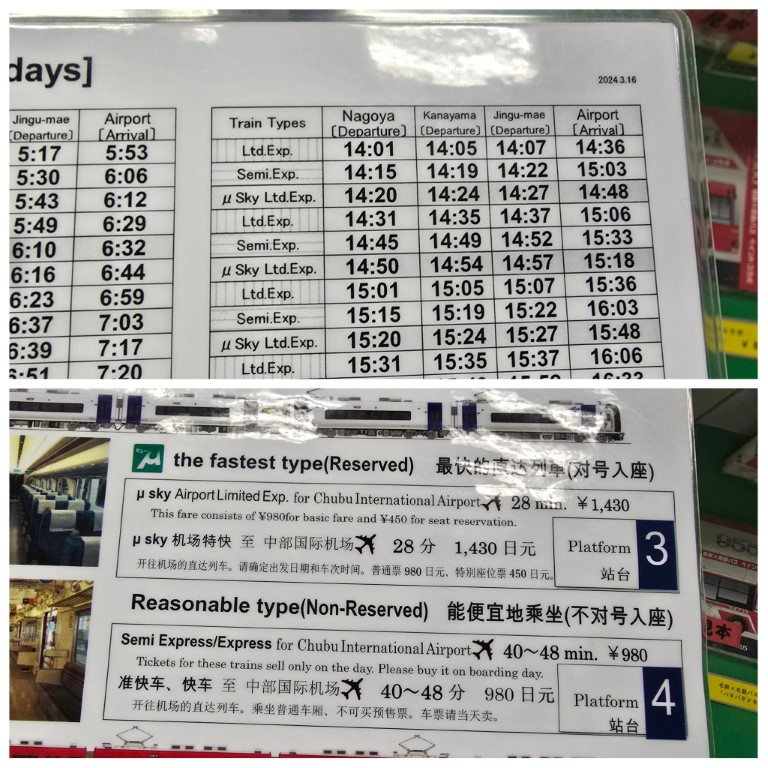 days]
2024.3.16
Jingu-mae Airport
[Departure] [Arrival]
5:17 5:53
5:30 6:06
5:43 6:12
5:49 6:29
6:10 6:32
6:16 6:44
6:23 6:59
6:37 7:03
6:39 7:17
6:51 7:20
Train Types Nagoya Kanayama Jingu-mae Airport
[Departure] [Departure] [Departure] [Arrival]
Ltd.Exp. 14:01 14:05 14:07 14:36
Semi.Exp. 14:15 14:19 14:22 15:03
μ Sky Ltd.Exp. 14:20 14:24 14:27 14:48
Ltd.Exp. 14:31 14:35 14:37 15:06
Semi.Exp. 14:45 14:49 14:52 15:33
μ Sky Ltd.Exp. 14:50 14:54 14:57 15:18
Ltd.Exp. 15:01 15:05 15:07 15:36
Semi.Exp. 15:15 15:19 15:22 16:03
μ Sky Ltd.Exp. 15:20 15:24 15:27 15:48
Ltd.Exp. 15:31 15:35 15:37 16:06
見本
μ the fastest type(Reserved) 最快的直达列車(对号入座)
μ sky Airport Limited Exp. for Chubu International Airport 28 min. ¥1,430
This fare consists of ¥980for basic fare and ¥450 for seat reservation.
μ sky 机场特快 至 中部国际机场 28 分 1,430 日元
开往机场的直达列车。请确定出发日期和车次时间。普通票 980 日元、特別座位票 450 日元。
Platform 3
站台
Reasonable type(Non-Reserved) 能便宜地乘坐(不对号入座)
Semi Express/Express for Chubu International Airport 40~48 min. ¥980
Tickets for these trains sell only on the day. Please buy it on boarding day.
准快车、快车 至 中部国际机场 40~48 分 980 日元
开往机场的直达列车。乘坐普通车厢、不可买预售票。车票请当天卖。
Platform 4
站台
見本